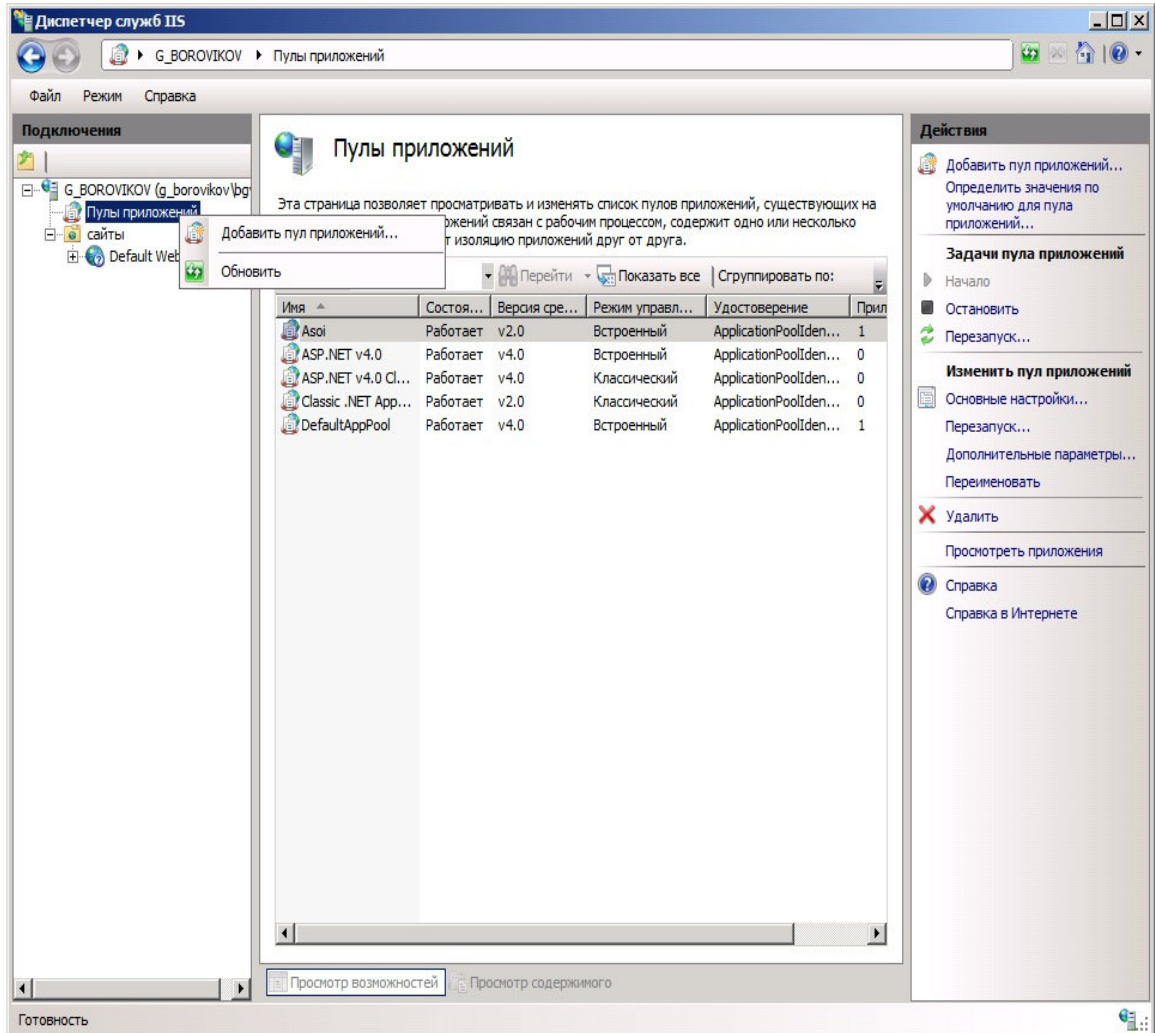 Диспетчер служб IIS
G_BOROVIKOV
Пулы приложений
Файл Режим Справка
Подключения
G_BOROVIKOV (g_borovikov\bg
Пулы приложений
сайты
Default Web
Добавить пул приложений...
Обновить
Пулы приложений
Эта страница позволяет просматривать и изменять список пулов приложений, существующих на
связан с рабочим процессом, содержит одно или несколько
изоляцию приложений друг от друга.
Перейти Показать все Сгруппировать по:
Имя Состоя... Версия сре... Режим управл... Удостоверение Прил
Asoi Работает v2.0 Встроенный ApplicationPoolIden... 1
ASP.NET v4.0 Работает v4.0 Встроенный ApplicationPoolIden... 0
ASP.NET v4.0 Cl... Работает v4.0 Классический ApplicationPoolIden... 0
Classic .NET App... Работает v2.0 Классический ApplicationPoolIden... 0
DefaultAppPool Работает v4.0 Встроенный ApplicationPoolIden... 1
Просмотр возможностей Просмотр содержимого
Действия
Добавить пул приложений...
Определить значения по
умолчанию для пула
приложений...
Задачи пула приложений
Начало
Остановить
Перезапуск...
Изменить пул приложений
Основные настройки...
Перезапуск...
Дополнительные параметры...
Переименовать
Удалить
Просмотреть приложения
Справка
Справка в Интернете
Готовность